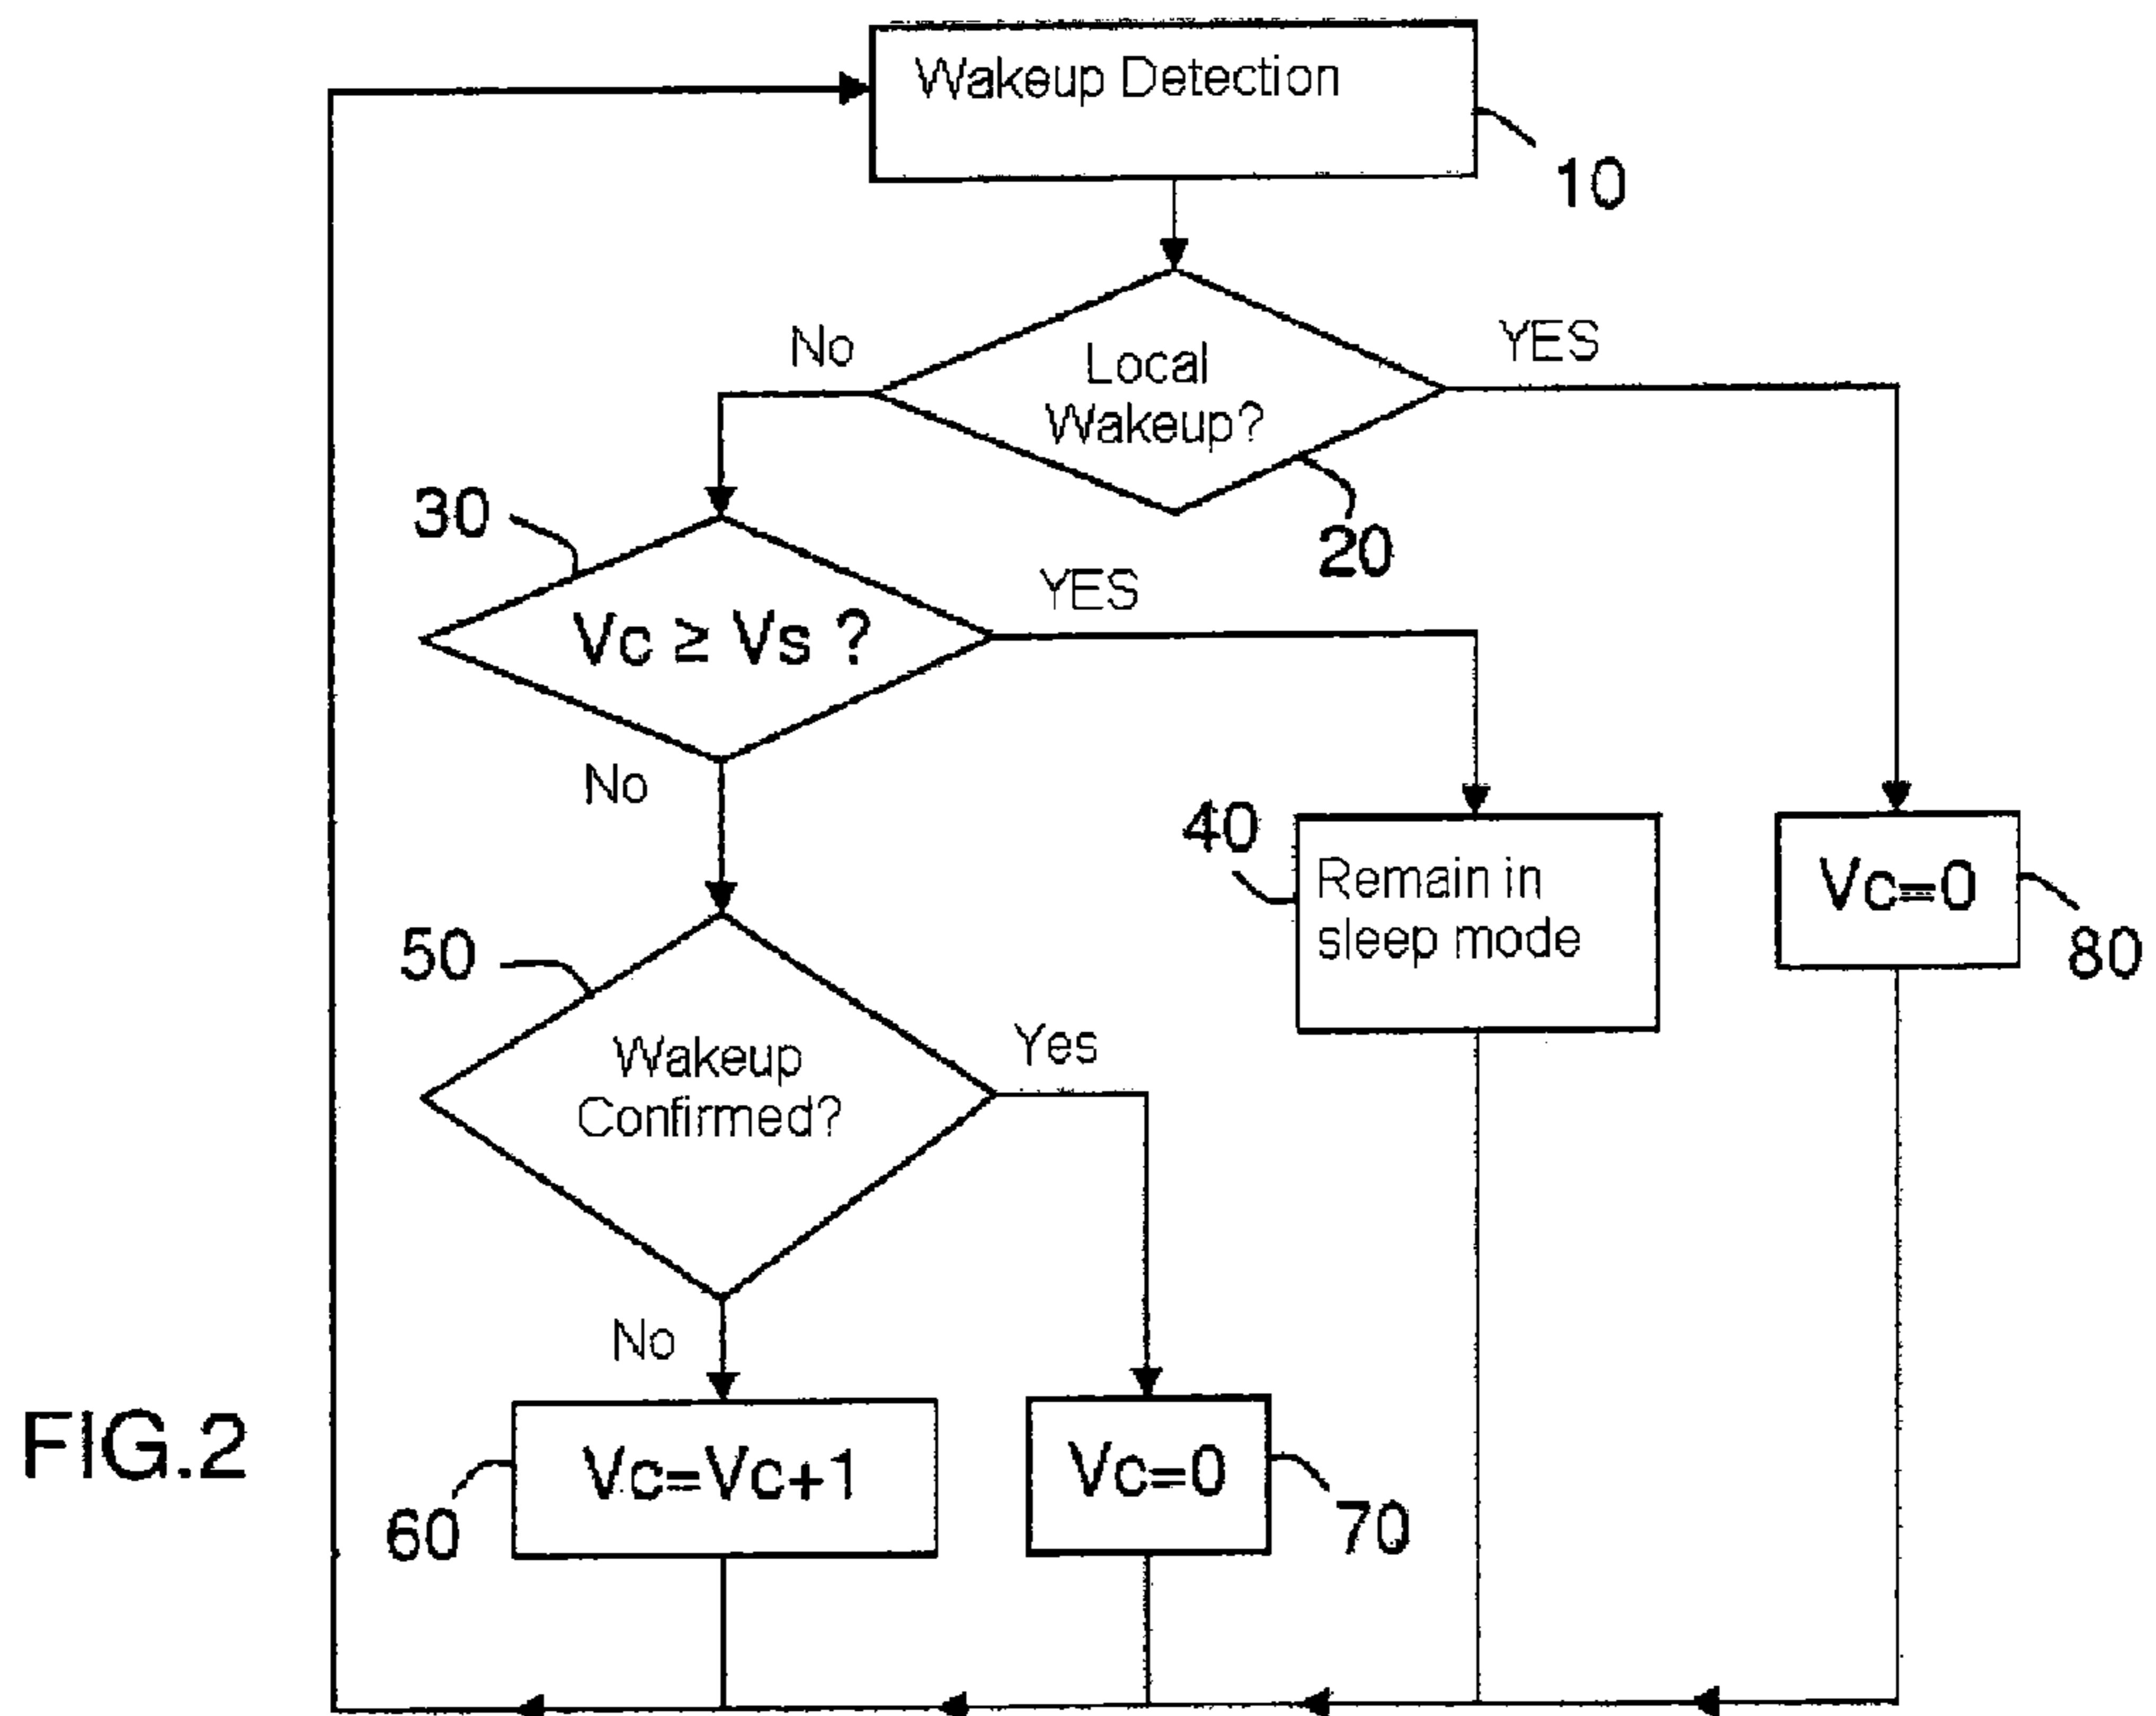 Wakeup Detection
10
No
Local
Wakeup?
YES
20
30
Vc ≥ Vs ?
YES
No
40
Remain in
sleep mode
Vc=0
80
50
Wakeup
Confirmed?
Yes
No
Vc=Vc+1
60
Vc=0
70
FIG.2